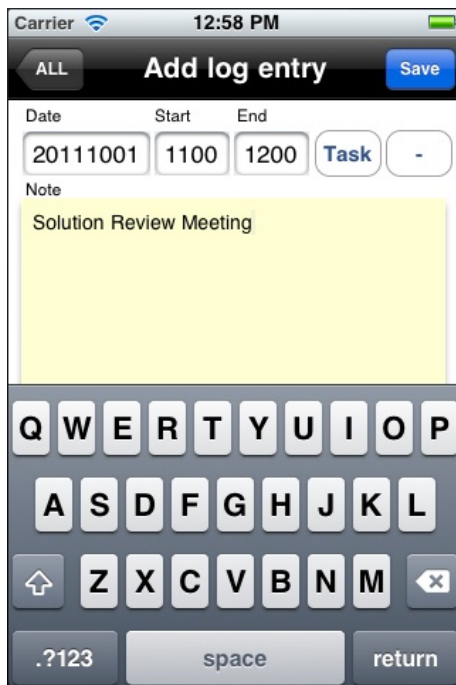 Carrier 12:58 PM
ALL Add log entry Save
Date Start End
20111001 1100 1200 Task -
Note
Solution Review Meeting
Q W E R T Y U I O P
A S D F G H J K L
Z X C V B N M
.?123 space return